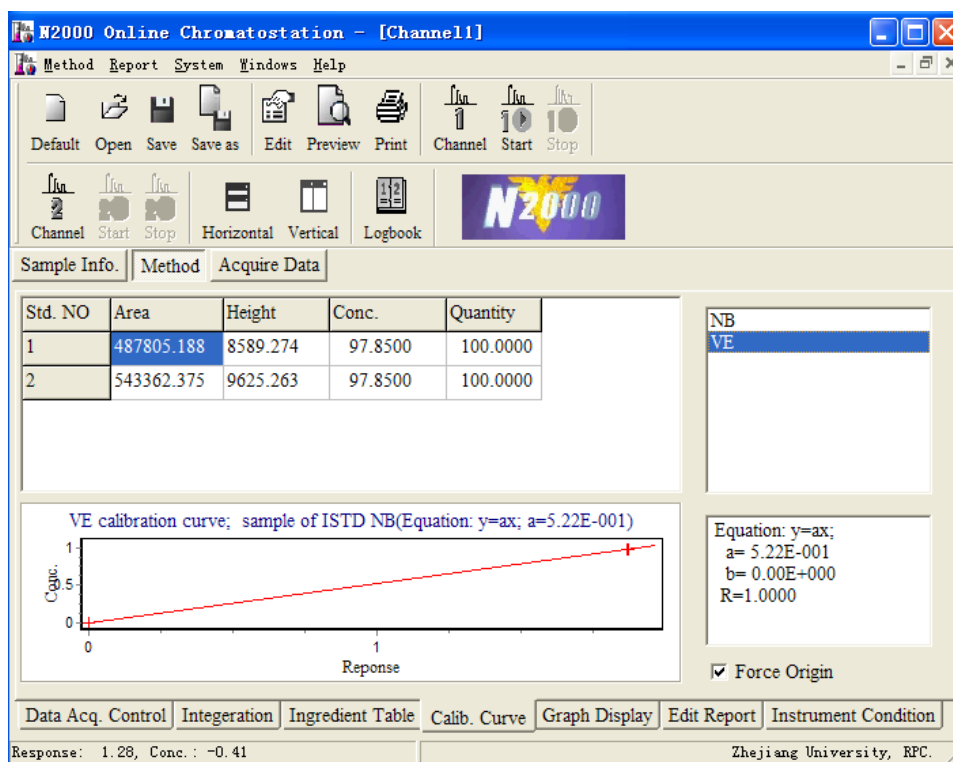 N2000 Online Chromatostation - [Channel1]
Method Report System Windows Help
Default Open Save Save as Edit Preview Print Channel Start Stop
Channel Start Stop Horizontal Vertical Logbook
N2000
Sample Info. Method Acquire Data
Std. NO Area Height Conc. Quantity
1 487805.188 8589.274 97.8500 100.0000
2 543362.375 9625.263 97.8500 100.0000
NB
VE
VE calibration curve; sample of ISTD NB(Equation: y=ax; a=5.22E-001)
1
0.5
0
Conc.
0 1
Reponse
Equation: y=ax;
a= 5.22E-001
b= 0.00E+000
R=1.0000
Force Origin
Data Acq. Control Integeration Ingredient Table Calib. Curve Graph Display Edit Report Instrument Condition
Response: 1.28, Conc.: -0.41 Zhejiang University, RPC.